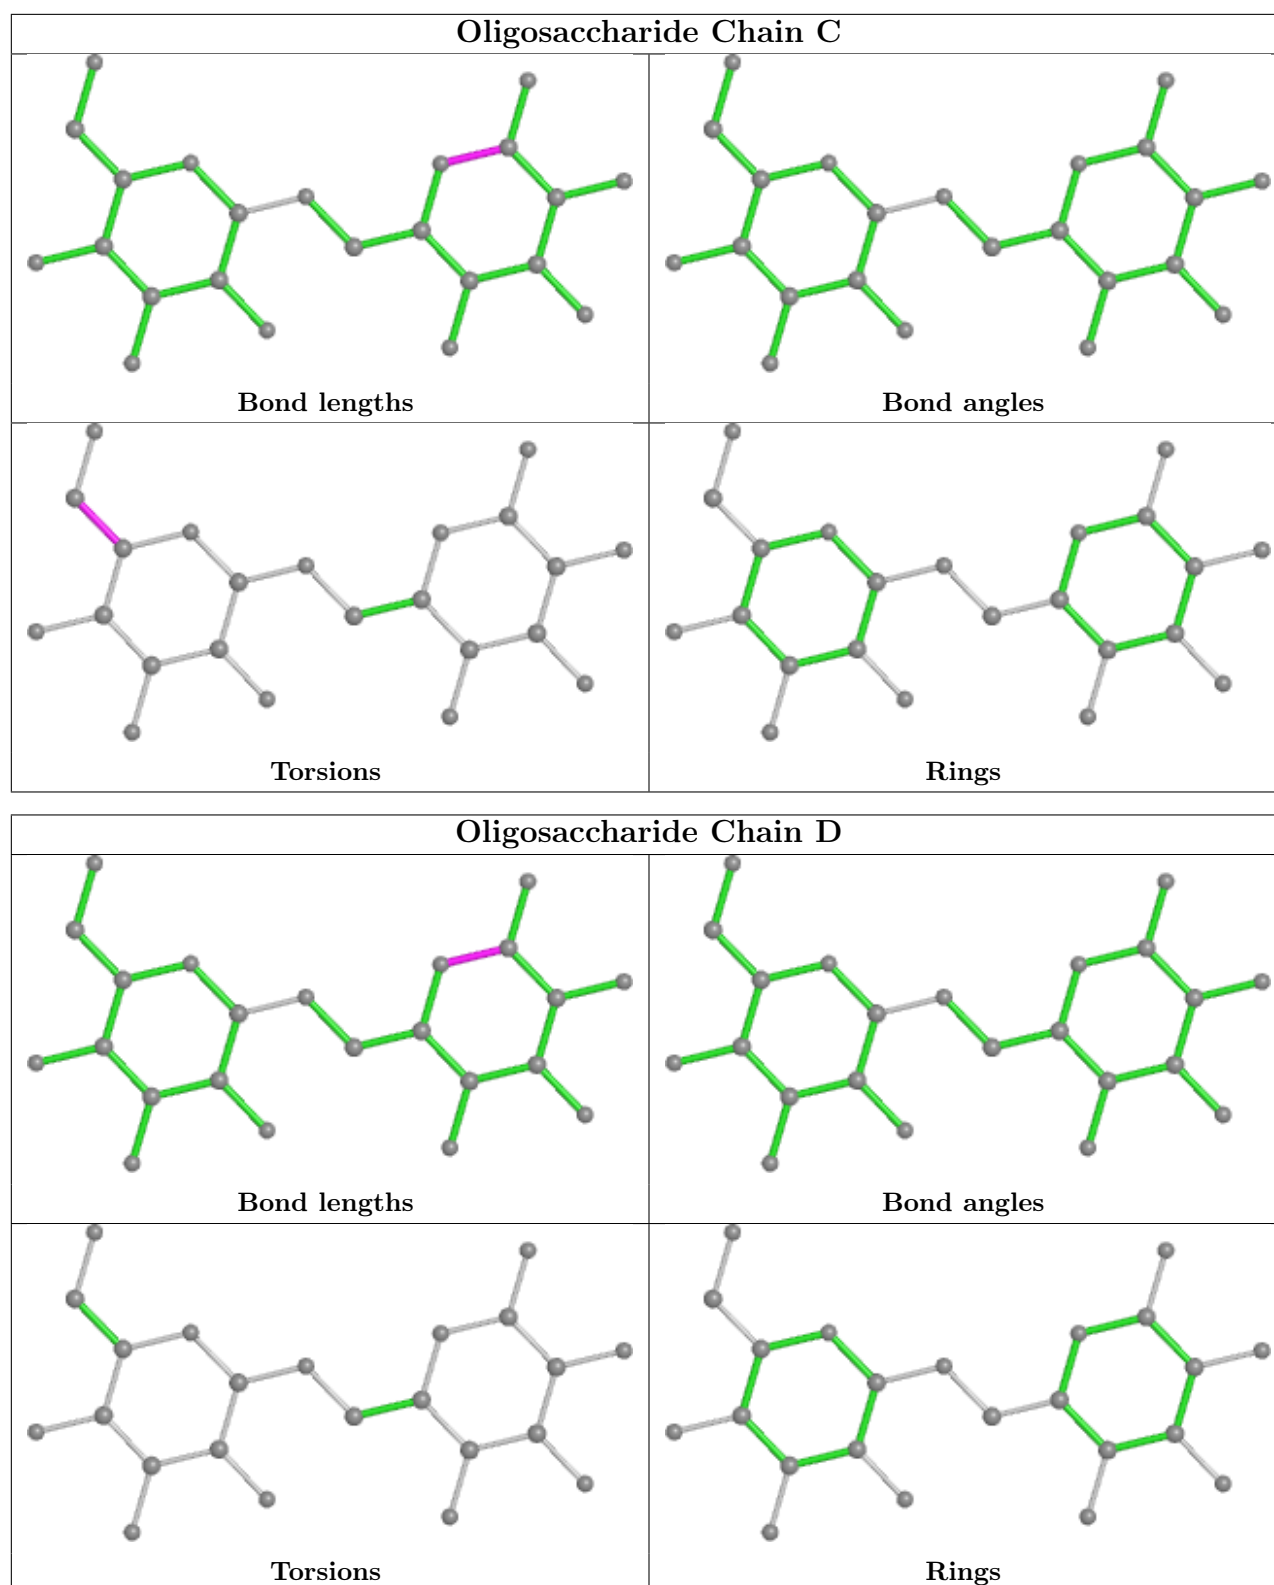 Oligosaccharide Chain C
Bond lengths
Bond angles
Torsions
Rings
Oligosaccharide Chain D
Bond lengths
Bond angles
Torsions
Rings